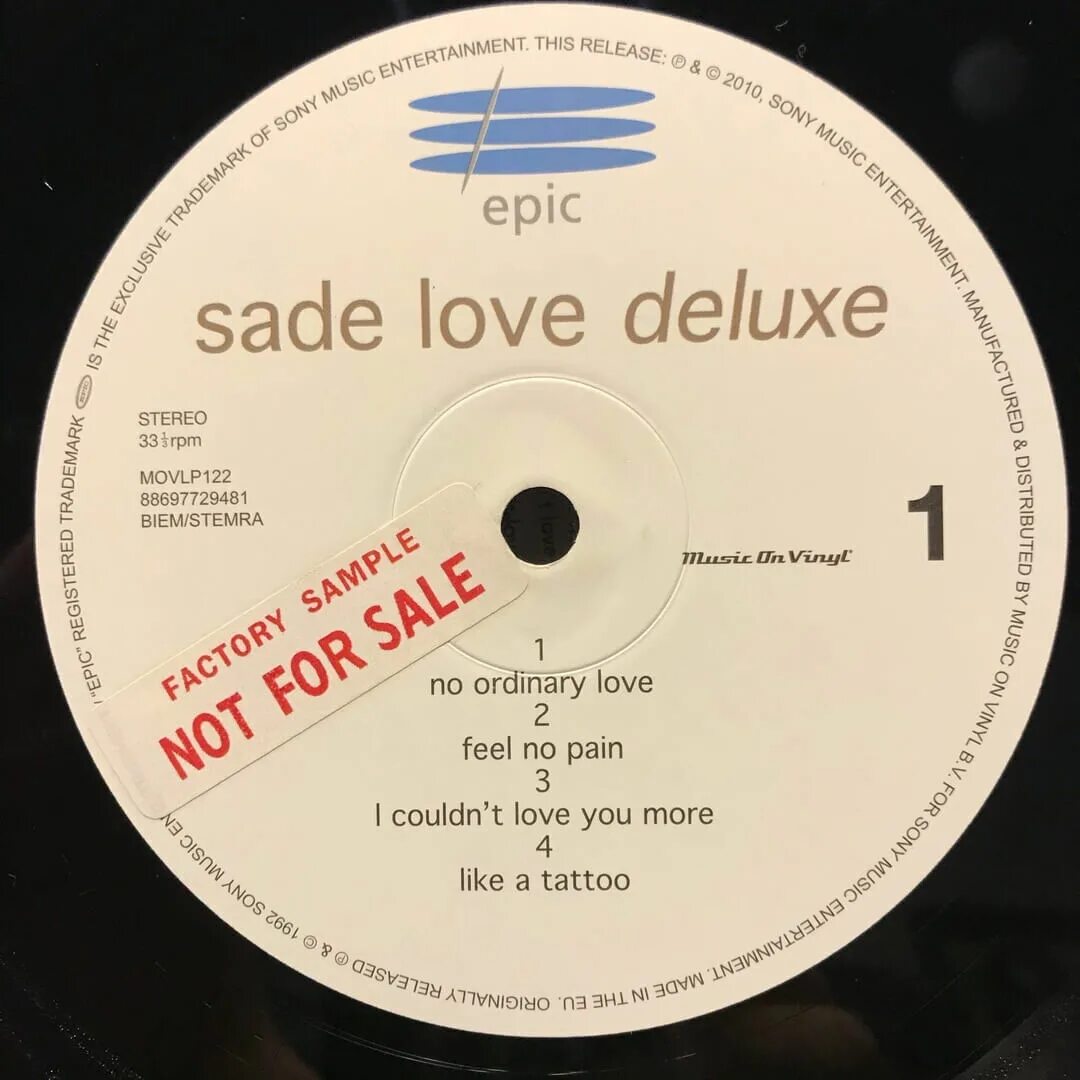 epic
sade love deluxe
STEREO
33⅓rpm
MOVLP122
88697729481
BIEM/STEMRA
FACTORY SAMPLE
NOT FOR SALE
Music On Vinyl
1
1
no ordinary love
2
feel no pain
3
I couldn't love you more
4
like a tattoo
"EPIC" REGISTERED TRADEMARK IS THE EXCLUSIVE TRADEMARK OF SONY MUSIC ENTERTAINMENT. THIS RELEASE: ℗ & © 2010, SONY MUSIC ENTERTAINMENT. MANUFACTURED & DISTRIBUTED BY MUSIC ON VINYL B.V. FOR SONY MUSIC ENTERTAINMENT. MADE IN THE EU. ORIGINALLY RELEASED ℗ & © 1992 SONY MUSIC EN